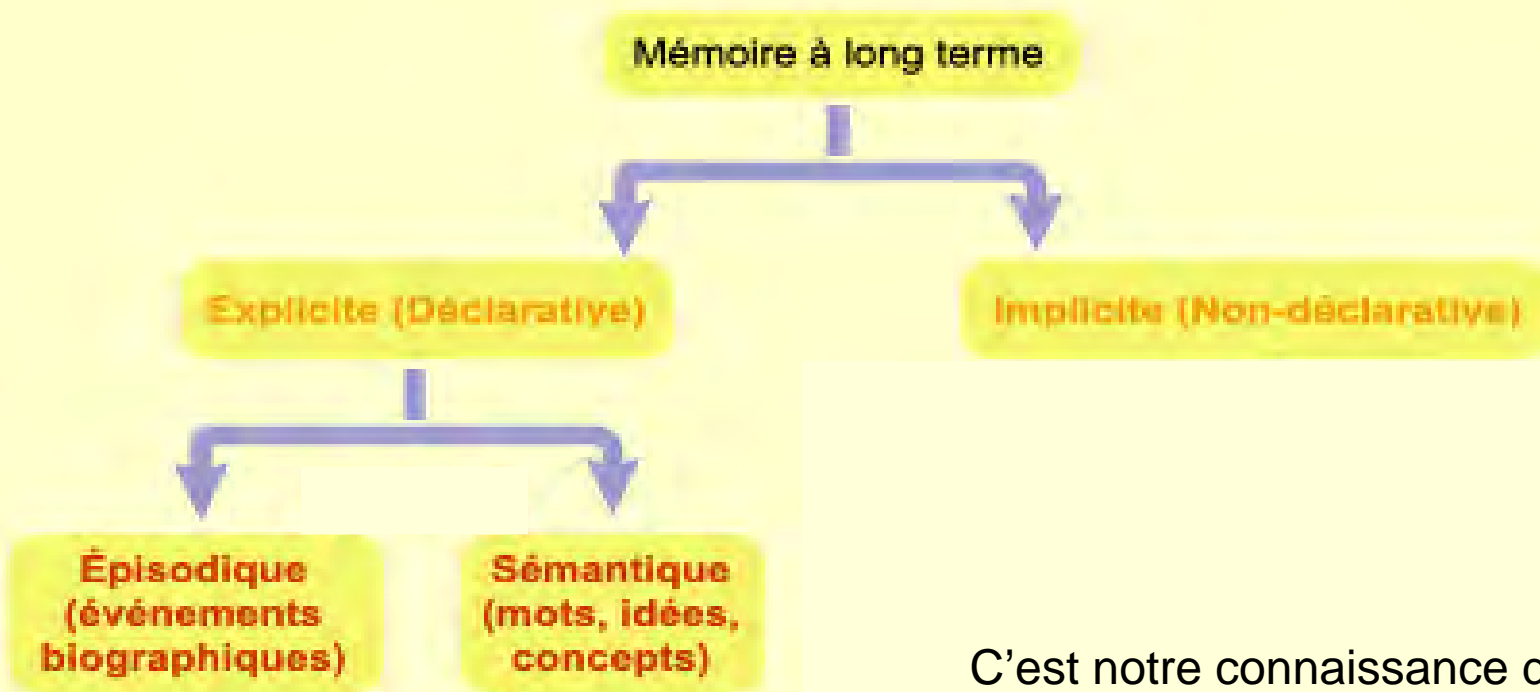 Mémoire à long terme
Explicite (Déclarative)
Implicite (Non-déclarative)
Épisodique
(événements
biographiques)
Sémantique
(mots, idées,
concepts)
C’est notre connaissance